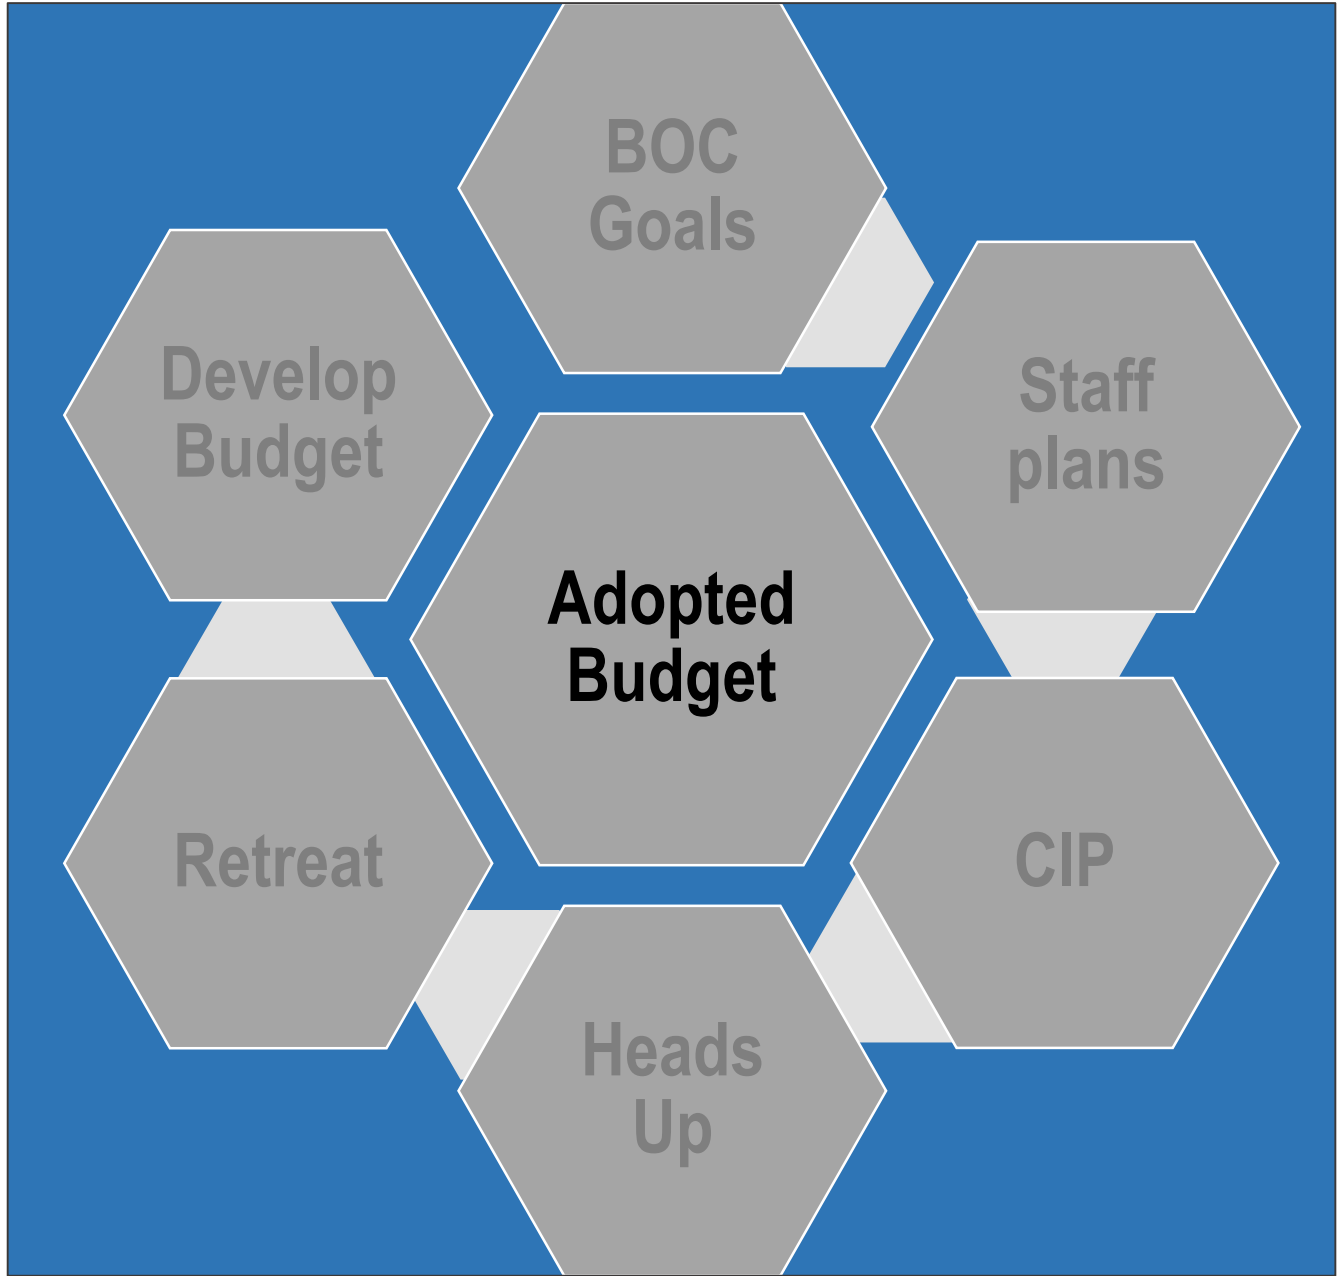 BOC
Goals
Staff
plans
CIP
Heads
Up
Retreat
Develop
Budget
Adopted
Budget